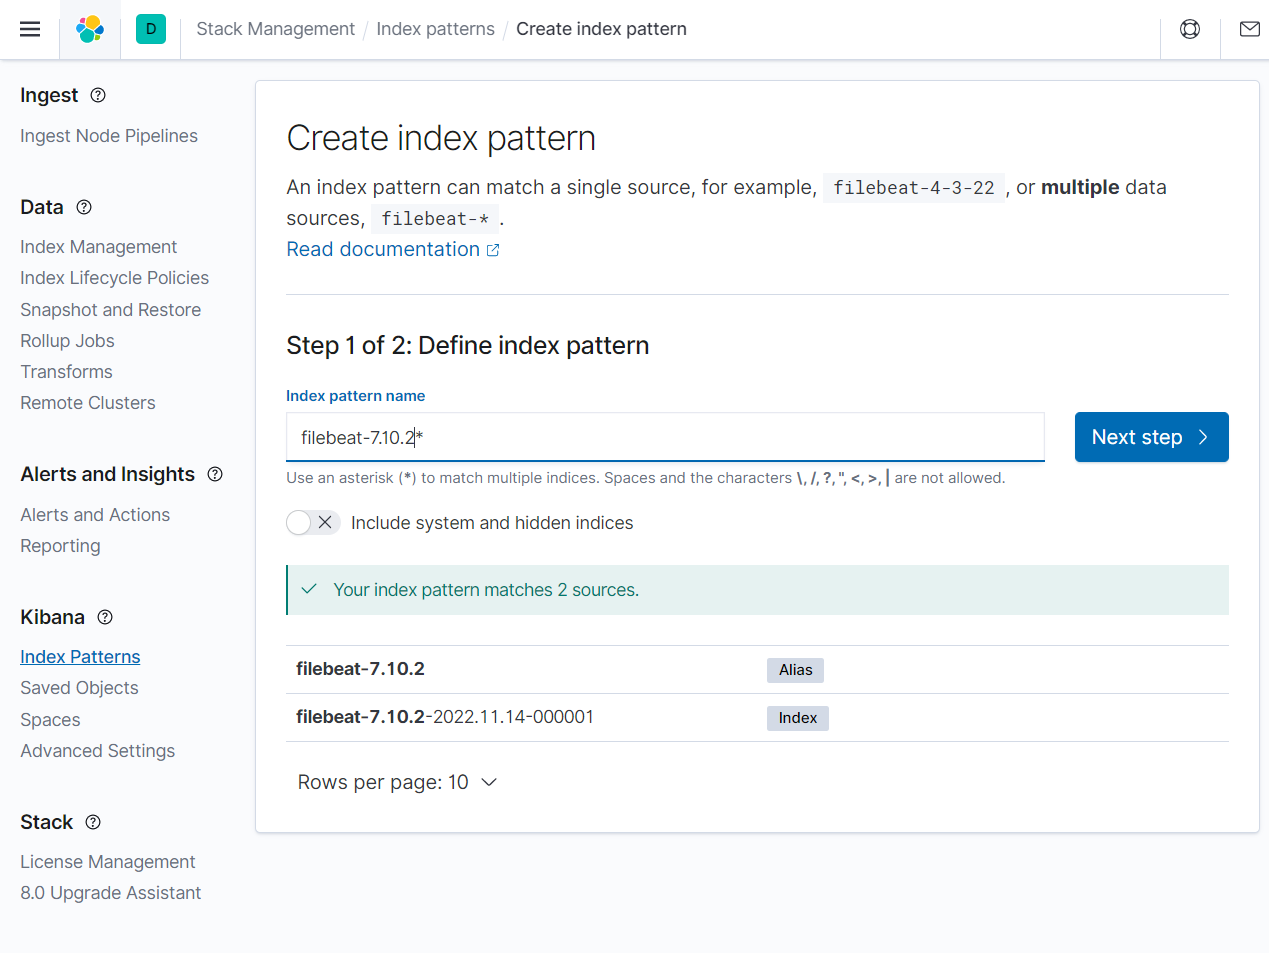 D Stack Management / Index patterns / Create index pattern
Ingest
Ingest Node Pipelines
Data
Index Management
Index Lifecycle Policies
Snapshot and Restore
Rollup Jobs
Transforms
Remote Clusters
Alerts and Insights
Alerts and Actions
Reporting
Kibana
Index Patterns
Saved Objects
Spaces
Advanced Settings
Stack
License Management
8.0 Upgrade Assistant
Create index pattern
An index pattern can match a single source, for example, filebeat-4-3-22 , or multiple data
sources, filebeat-* .
Read documentation
Step 1 of 2: Define index pattern
Index pattern name
filebeat-7.10.2*
Next step
Use an asterisk (*) to match multiple indices. Spaces and the characters \, /, ?, ", <, >, | are not allowed.
Include system and hidden indices
Your index pattern matches 2 sources.
filebeat-7.10.2 Alias
filebeat-7.10.2-2022.11.14-000001 Index
Rows per page: 10